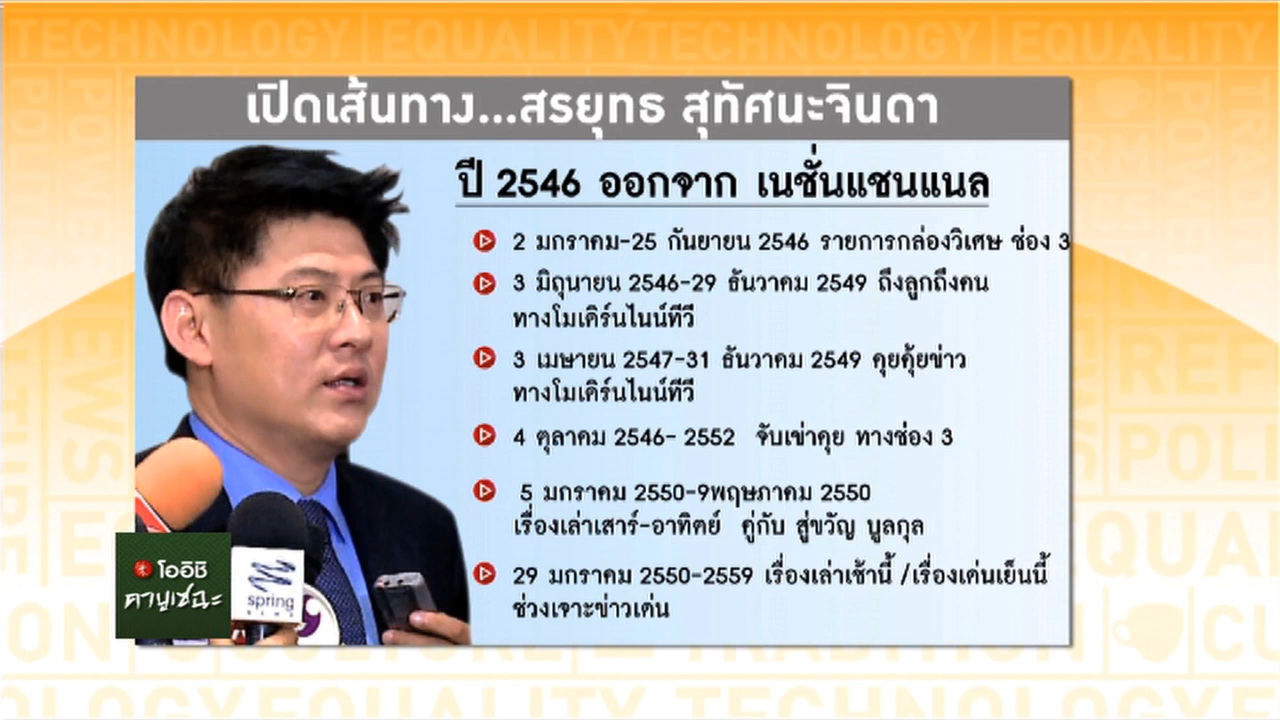 TECHNOLOGY EQUALITY TECHNOLOGY EQUALITY
เปิดเส้นทาง...สรยุทธ สุทัศนะจินดา
ปี 2546 ออกจาก เนชั่นแชนแนล
2 มกราคม-25 กันยายน 2546 รายการกล่องวิเศษ ช่อง 3
3 มิถุนายน 2546-29 ธันวาคม 2549 ถึงลูกถึงคน
ทางโมเดิร์นไนน์ทีวี
3 เมษายน 2547-31 ธันวาคม 2549 คุยคุ้ยข่าว
ทางโมเดิร์นไนน์ทีวี
4 ตุลาคม 2546- 2552 จับเข่าคุย ทางช่อง 3
5 มกราคม 2550-9พฤษภาคม 2550
เรื่องเล่าเสาร์-อาทิตย์ คู่กับ สู่ขวัญ บูลกุล
29 มกราคม 2550-2559 เรื่องเล่าเช้านี้ /เรื่องเด่นเย็นนี้
ช่วงเจาะข่าวเด่น
โออิชิ
คาบูเซฉะ
spring
NEWS